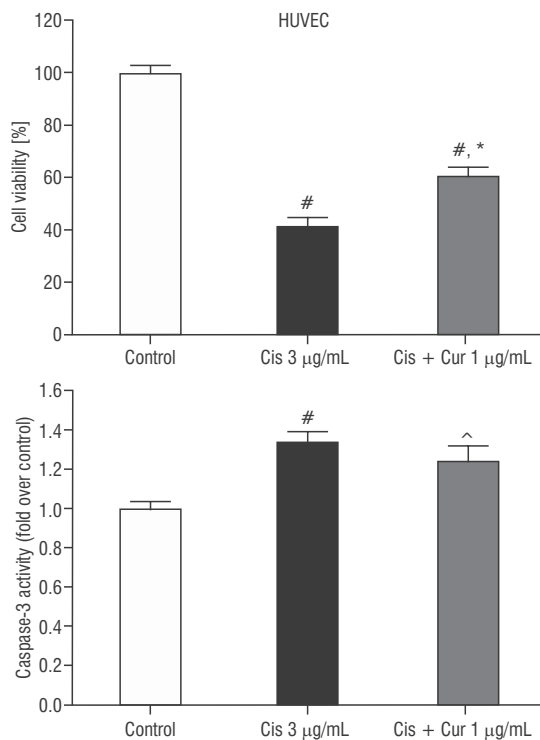 HUVEC
Cell viability [%]
120
100
80
60
40
20
0
#
#, *
Control
Cis 3 μg/mL
Cis + Cur 1 μg/mL
Caspase-3 activity (fold over control)
1.6
1.4
1.2
1.0
0.8
0.6
0.4
0.2
0.0
#
^
Control
Cis 3 μg/mL
Cis + Cur 1 μg/mL